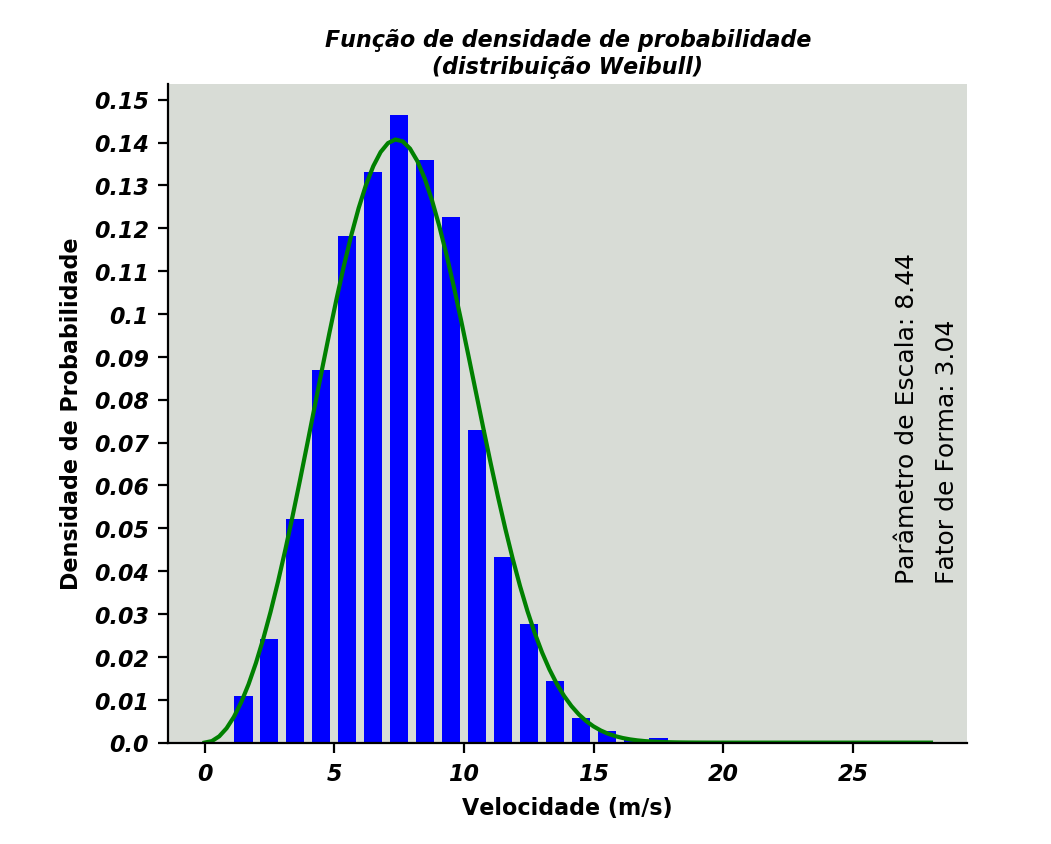 Função de densidade de probabilidade
(distribuição Weibull)
Densidade de Probabilidade
0.15
0.14
0.13
0.12
0.11
0.1
0.09
0.08
0.07
0.06
0.05
0.04
0.03
0.02
0.01
0.0
Parâmetro de Escala: 8.44
Fator de Forma: 3.04
0 5 10 15 20 25
Velocidade (m/s)